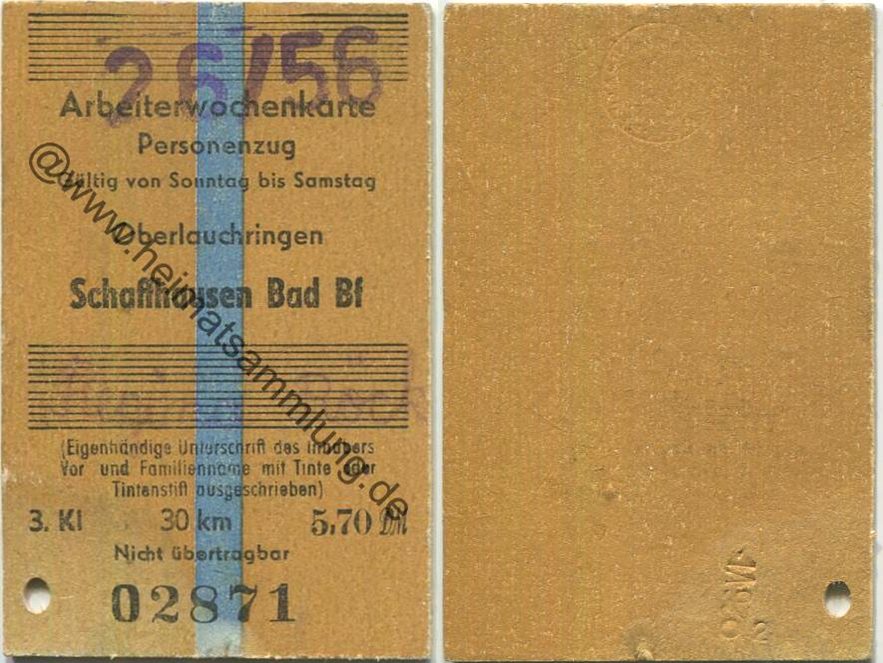 26/56
Arbeiterwochenkarte
Personenzug
Gültig von Sonntag bis Samstag
Oberlauchringen
Schaffhausen Bad Bf
(Eigenhändige Unterschrift des Inhabers
Vor und Familienname mit Tinte oder
Tintenstift ausgeschrieben)
3. Kl 30 km 5,70 DM
Nicht übertragbar
02871
@www.heimatsammlung.de